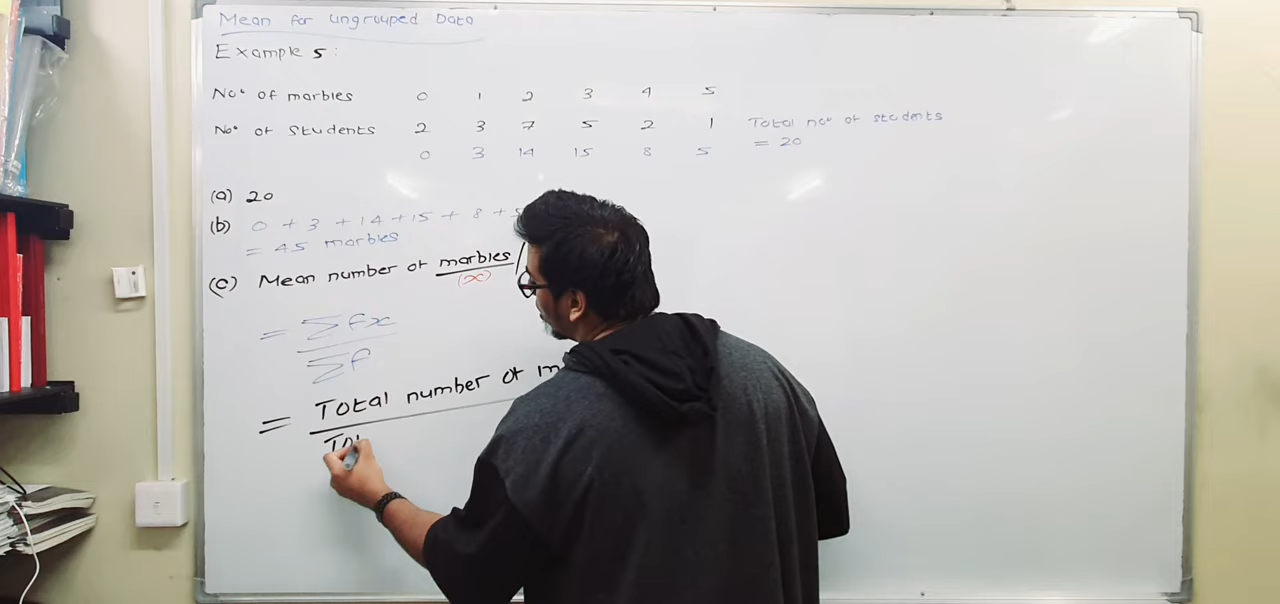 Mean for ungrouped Data
Example 5:
No. of marbles 0 1 2 3 4 5
No. of Students 2 3 7 5 2 1 Total no. of students
= 20
0 3 14 15 8 5
(a) 20
(b) 0 + 3 + 14 + 15 + 8 + 5
= 45 marbles
(c) Mean number of marbles /
(x)
= ∑fx
∑f
= Total number of m
Tot